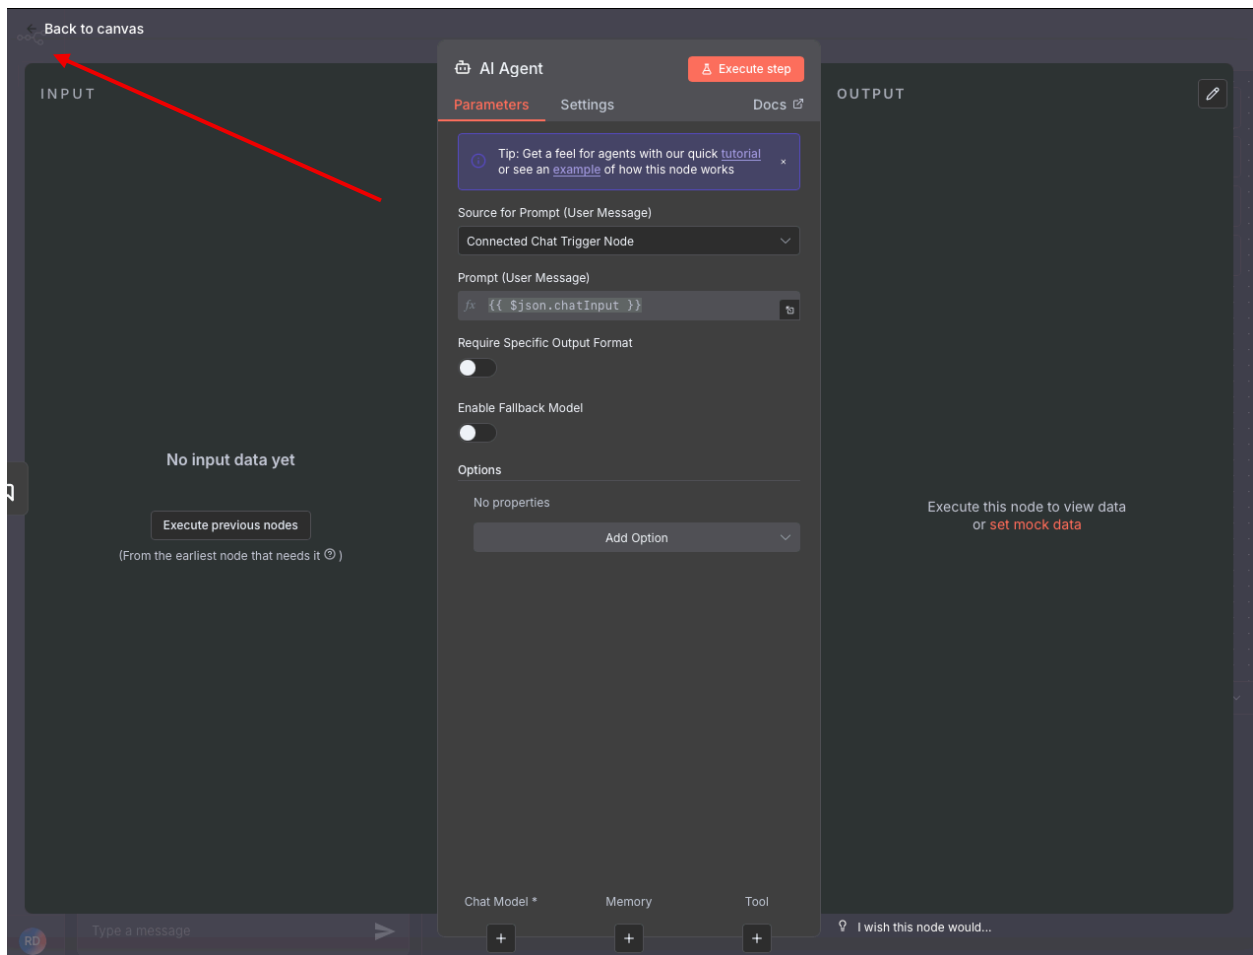 Back to canvas
INPUT
No input data yet
Execute previous nodes
(From the earliest node that needs it ?)
AI Agent
Execute step
Parameters
Settings
Docs
Tip: Get a feel for agents with our quick tutorial
or see an example of how this node works
Source for Prompt (User Message)
Connected Chat Trigger Node
Prompt (User Message)
fx {{ $json.chatInput }}
Require Specific Output Format
Enable Fallback Model
Options
No properties
Add Option
Chat Model *
Memory
Tool
OUTPUT
Execute this node to view data
or set mock data
I wish this node would...
RD
Type a message